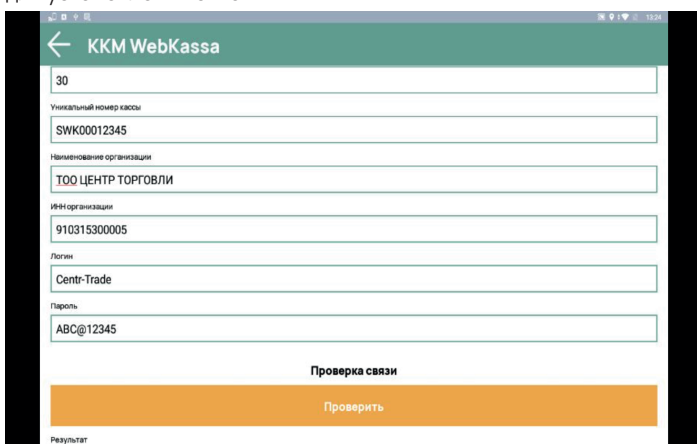 13:24
KKM WebKassa
30
Уникальный номер кассы
SWK00012345
Наименование организации
ТОО ЦЕНТР ТОРГОВЛИ
ИНН организации
910315300005
Логин
Centr-Trade
Пароль
ABC@12345
Проверка связи
Проверить
Результат